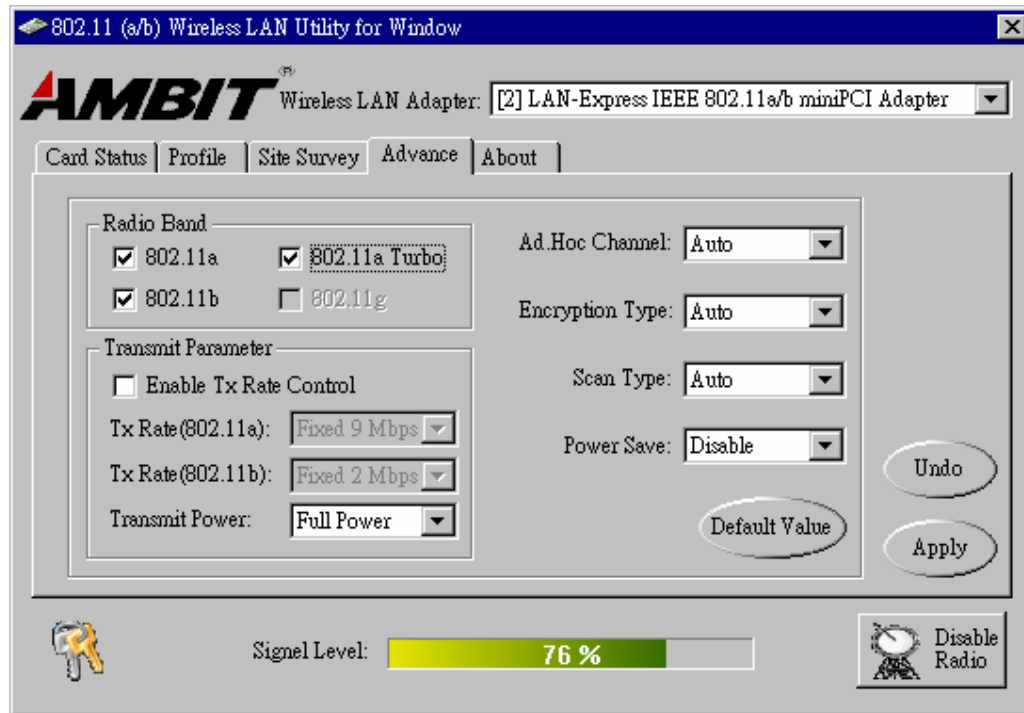 802.11 (a/b) Wireless LAN Utility for Window
AMBIT ®
Wireless LAN Adapter: [2] LAN-Express IEEE 802.11a/b miniPCI Adapter
Card Status Profile Site Survey Advance About
Radio Band
802.11a 802.11a Turbo
802.11b 802.11g
Transmit Parameter
Enable Tx Rate Control
Tx Rate(802.11a): Fixed 9 Mbps
Tx Rate(802.11b): Fixed 2 Mbps
Transmit Power: Full Power
Ad.Hoc Channel: Auto
Encryption Type: Auto
Scan Type: Auto
Power Save: Disable
Default Value
Undo
Apply
Signel Level: 76 %
Disable
Radio